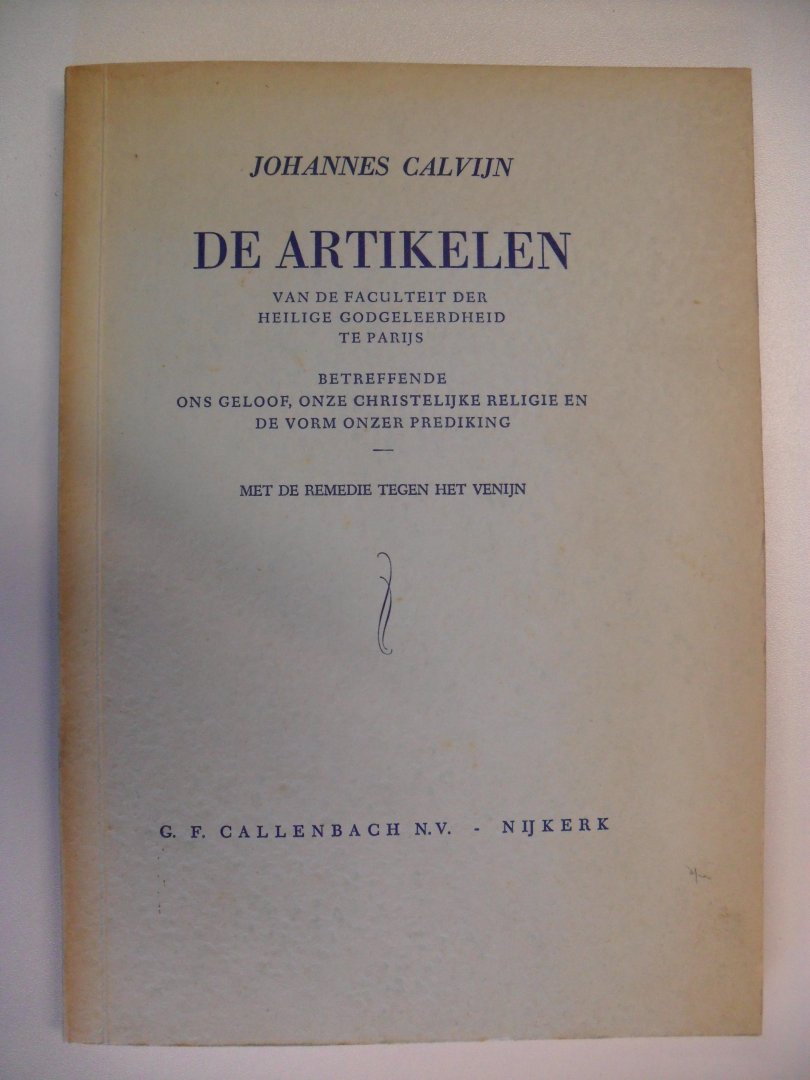 JOHANNES CALVIJN
DE ARTIKELEN
VAN DE FACULTEIT DER
HEILIGE GODGELEERDHEID
TE PARIJS
BETREFFENDE
ONS GELOOF, ONZE CHRISTELIJKE RELIGIE EN
DE VORM ONZER PREDIKING
—
MET DE REMEDIE TEGEN HET VENIJN
G. F. CALLENBACH N.V. - NIJKERK